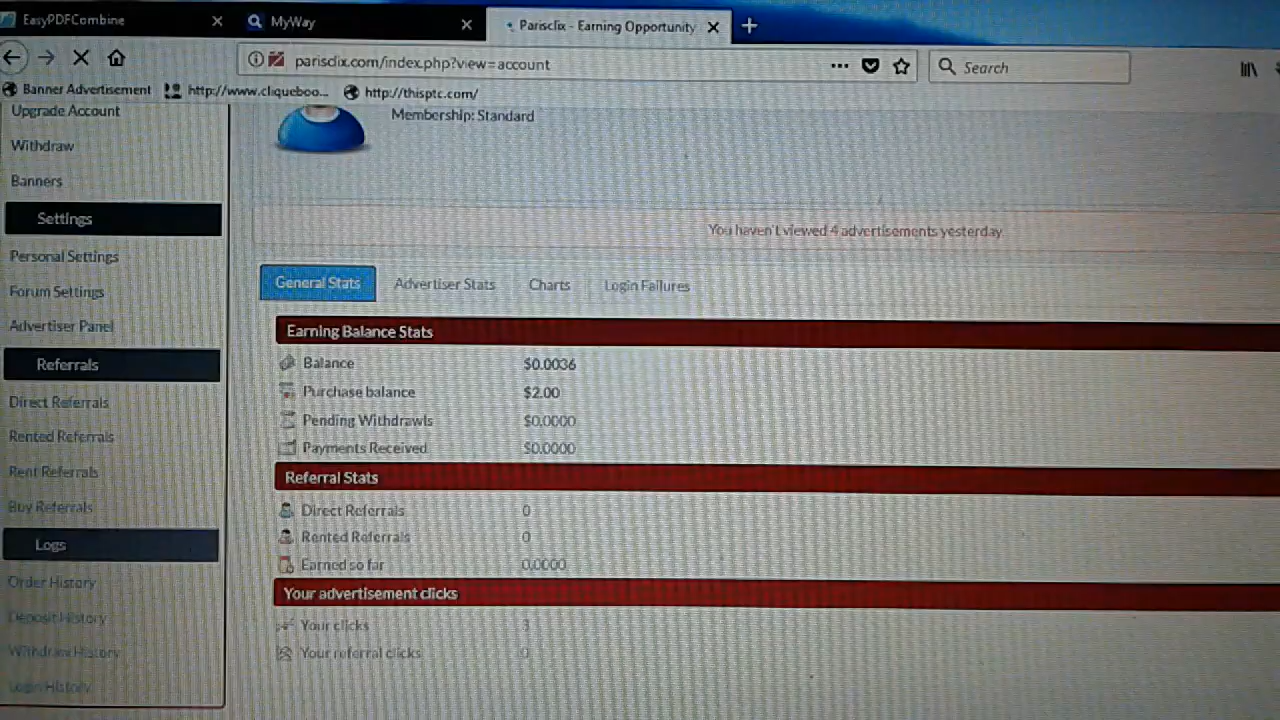 EasyPDFCombine
MyWay
Parisclix - Earning Opportunity
parisclix.com/index.php?view=account
Search
Banner Advertisement
http://www.cliqueboo...
http://thisptc.com/
Upgrade Account
Withdraw
Banners
Settings
Personal Settings
Forum Settings
Advertiser Panel
Referrals
Direct Referrals
Rented Referrals
Rent Referrals
Buy Referrals
Logs
Order History
Deposit History
Withdraw History
Login History
Membership: Standard
You haven't viewed 4 advertisements yesterday
General Stats Advertiser Stats Charts Login Failures
Earning Balance Stats
Balance $0.0036
Purchase balance $2.00
Pending Withdrawls $0.0000
Payments Received $0.0000
Referral Stats
Direct Referrals 0
Rented Referrals 0
Earned so far 0.0000
Your advertisement clicks
Your clicks 3
Your referral clicks 0